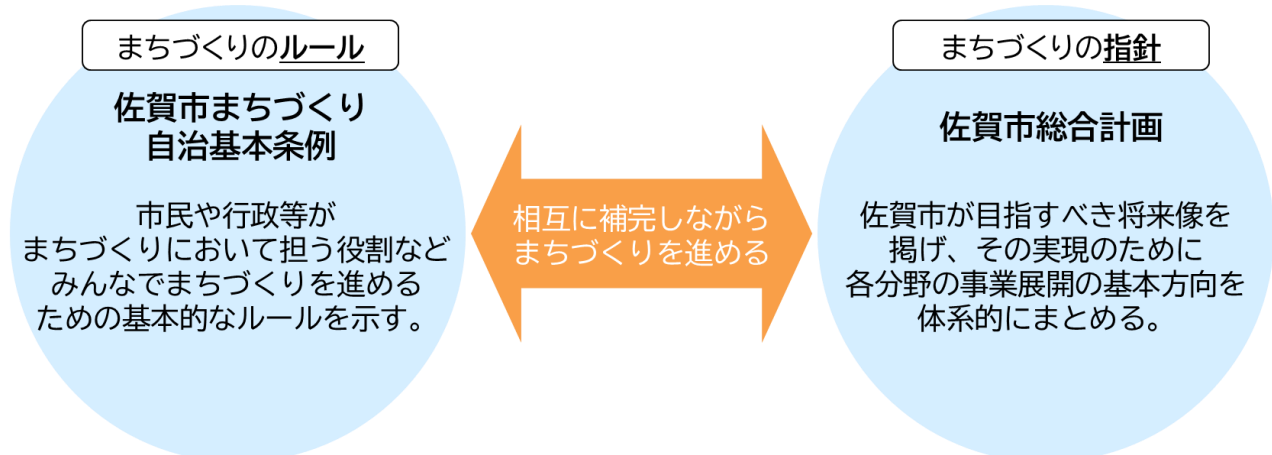 まちづくりのルール
佐賀市まちづくり
自治基本条例
市民や行政等が
まちづくりにおいて担う役割など
みんなでまちづくりを進める
ための基本的なルールを示す。
相互に補完しながら
まちづくりを進める
まちづくりの指針
佐賀市総合計画
佐賀市が目指すべき将来像を
掲げ、その実現のために
各分野の事業展開の基本方向を
体系的にまとめる。